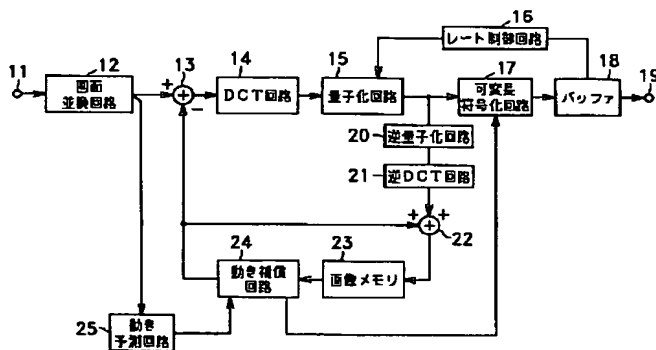 16
レート制御回路
11
12
画面
並換回路
+
13
−
14
DCT回路
15
量子化回路
17
可変長
符号化回路
18
バッファ
19
20
逆量子化回路
21
逆DCT回路
+
+
22
24
動き補償
回路
23
画像メモリ
25
動き
予測回路